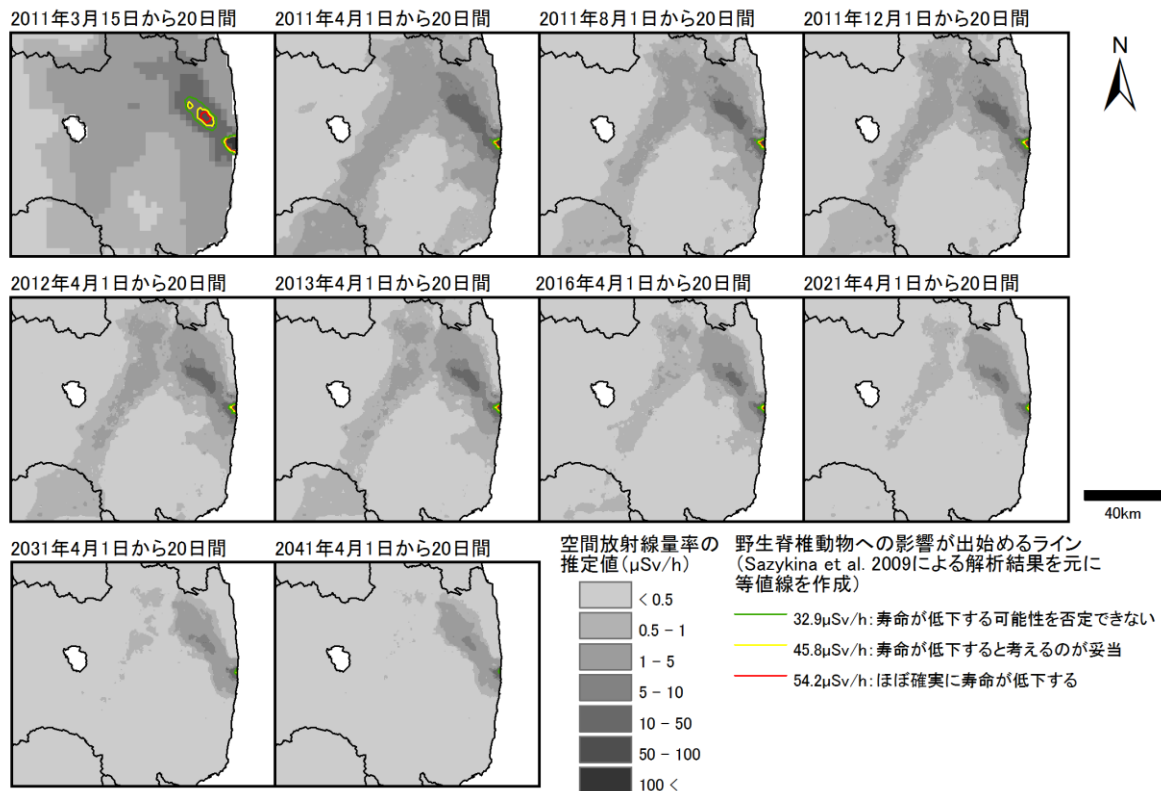 2011年3月15日から20日間
2011年4月1日から20日間
2011年8月1日から20日間
2011年12月1日から20日間
N
2012年4月1日から20日間
2013年4月1日から20日間
2016年4月1日から20日間
2021年4月1日から20日間
40km
2031年4月1日から20日間
2041年4月1日から20日間
空間放射線量率の
推定値(μSv/h)
< 0.5
0.5 - 1
1 - 5
5 - 10
10 - 50
50 - 100
100 <
野生脊椎動物への影響が出始めるライン
(Sazykina et al. 2009による解析結果を元に
等値線を作成)
32.9μSv/h:寿命が低下する可能性を否定できない
45.8μSv/h:寿命が低下すると考えるのが妥当
54.2μSv/h:ほぼ確実に寿命が低下する